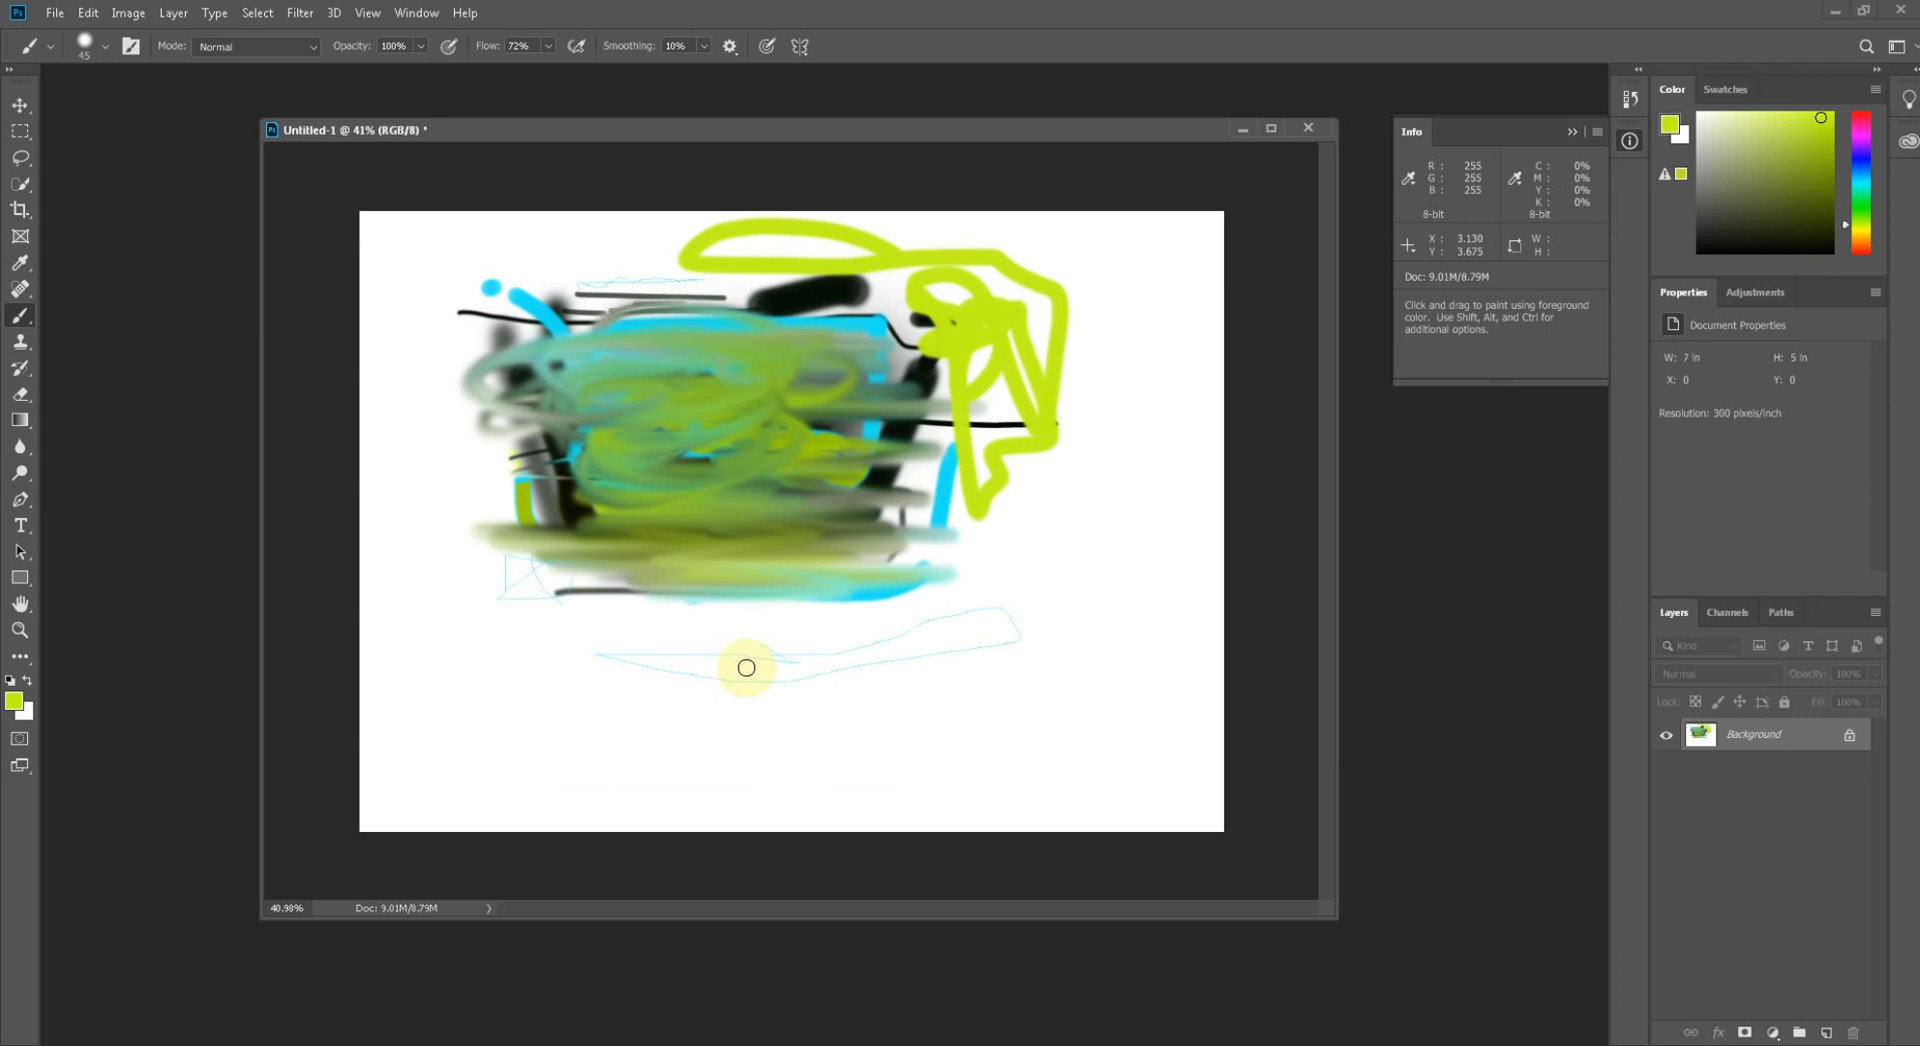 Ps File Edit Image Layer Type Select Filter 3D View Window Help
45 Mode: Normal Opacity: 100% Flow: 72% Smoothing: 10%
Ps Untitled-1 @ 41% (RGB/8) *
40.98% Doc: 9.01M/8.79M
Info
R : 255 C : 0%
G : 255 M : 0%
B : 255 Y : 0%
K : 0%
8-bit 8-bit
X : 3.130 W :
Y : 3.675 H :
Doc: 9.01M/8.79M
Click and drag to paint using foreground
color. Use Shift, Alt, and Ctrl for
additional options.
Color Swatches
Properties Adjustments
Document Properties
W: 7 in H: 5 in
X: 0 Y: 0
Resolution: 300 pixels/inch
Layers Channels Paths
Kind
Normal Opacity: 100%
Lock: Fill: 100%
Background
fx